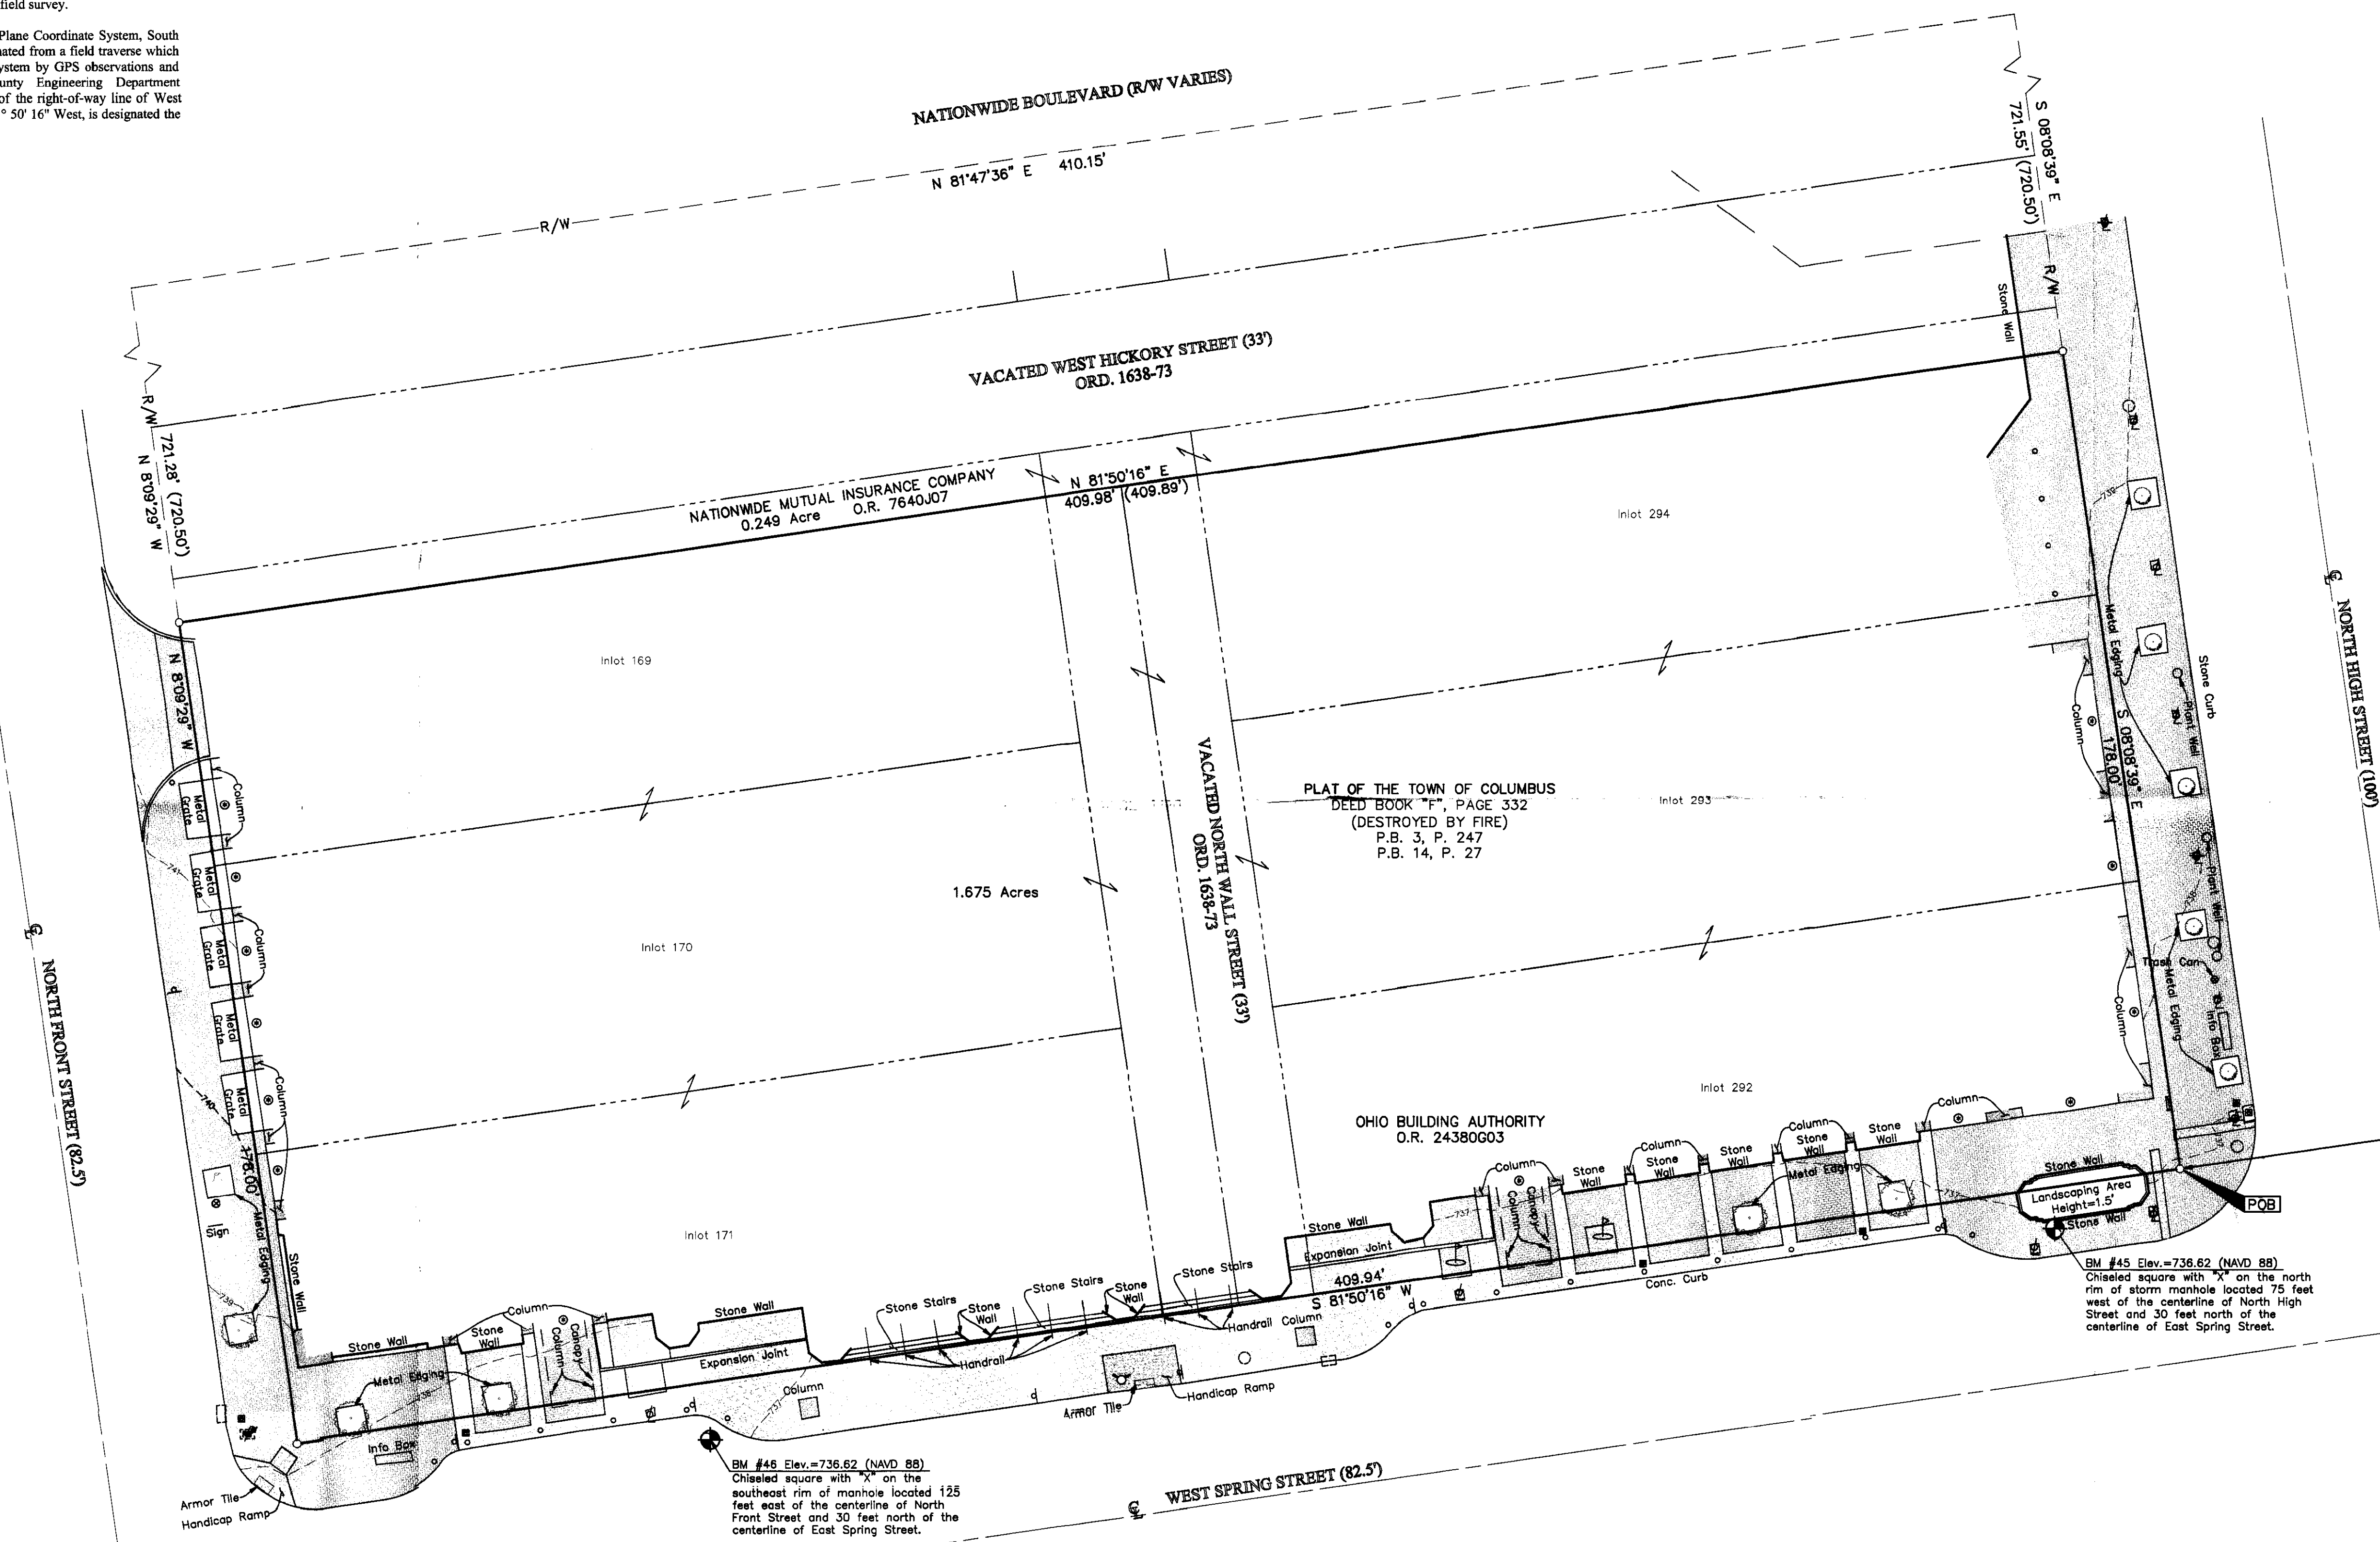 field survey.
Plane Coordinate System, South
nated from a field traverse which
ystem by GPS observations and
unty Engineering Department
of the right-of-way line of West
° 50' 16" West, is designated the
NATIONWIDE BOULEVARD (R/W VARIES)
N 81°47'36" E 410.15'
R/W
S 08°08'39" E
721.55' (720.50')
R/W
Stone Wall
VACATED WEST HICKORY STREET (33')
ORD. 1638-73
R/W
721.28' (720.50')
N 8°09'29" W
NATIONWIDE MUTUAL INSURANCE COMPANY
0.249 Acre O.R. 7640J07
N 81°50'16" E
409.98' (409.89')
Inlot 294
Inlot 169
N 8°09'29" W
Metal Edging
Stone Curb
Plant Well
Column
S 08°08'39" E
178.00'
NORTH HIGH STREET (100')
VACATED NORTH WALL STREET (33')
ORD. 1638-73
PLAT OF THE TOWN OF COLUMBUS
DEED BOOK "F", PAGE 332
(DESTROYED BY FIRE)
P.B. 3, P. 247
P.B. 14, P. 27
Inlot 293
1.675 Acres
Column
Metal
Grate
741
Metal
Grate
Column
Metal
Grate
Metal
Grate
Metal
Grate
Column
740
Inlot 170
NORTH FRONT STREET (82.5')
Plant Well
Trash Can
Metal Edging
Info Box
Column
737
Inlot 292
OHIO BUILDING AUTHORITY
O.R. 24380G03
178.00'
Sign
Metal Edging
Stone Wall
739
Inlot 171
Column
Stone
Wall
Column
Stone
Wall
Stone
Wall
Column
Stone
Wall
Stone
Wall
Column
Metal Edging
737
Stone Wall
Landscaping Area
Height=1.5'
Stone Wall
POB
Canopy
Column
737
Stone Wall
Expansion Joint
409.94'
S 81°50'16" W
Conc. Curb
Stone Stairs
Stone
Wall
Stone Stairs
Stone
Wall
Stone Stairs
Handrail
Handrail Column
Stone Wall
Expansion Joint
Column
Canopy
Column
Stone
Wall
Stone Wall
Metal Edging
738
Column
737
Info Box
Armor Tile
Handicap Ramp
Armor Tile
Handicap Ramp
BM #45 Elev.=736.62 (NAVD 88)
Chiseled square with "X" on the north
rim of storm manhole located 75 feet
west of the centerline of North High
Street and 30 feet north of the
centerline of East Spring Street.
BM #46 Elev.=736.62 (NAVD 88)
Chiseled square with "X" on the
southeast rim of manhole located 125
feet east of the centerline of North
Front Street and 30 feet north of the
centerline of East Spring Street.
WEST SPRING STREET (82.5')